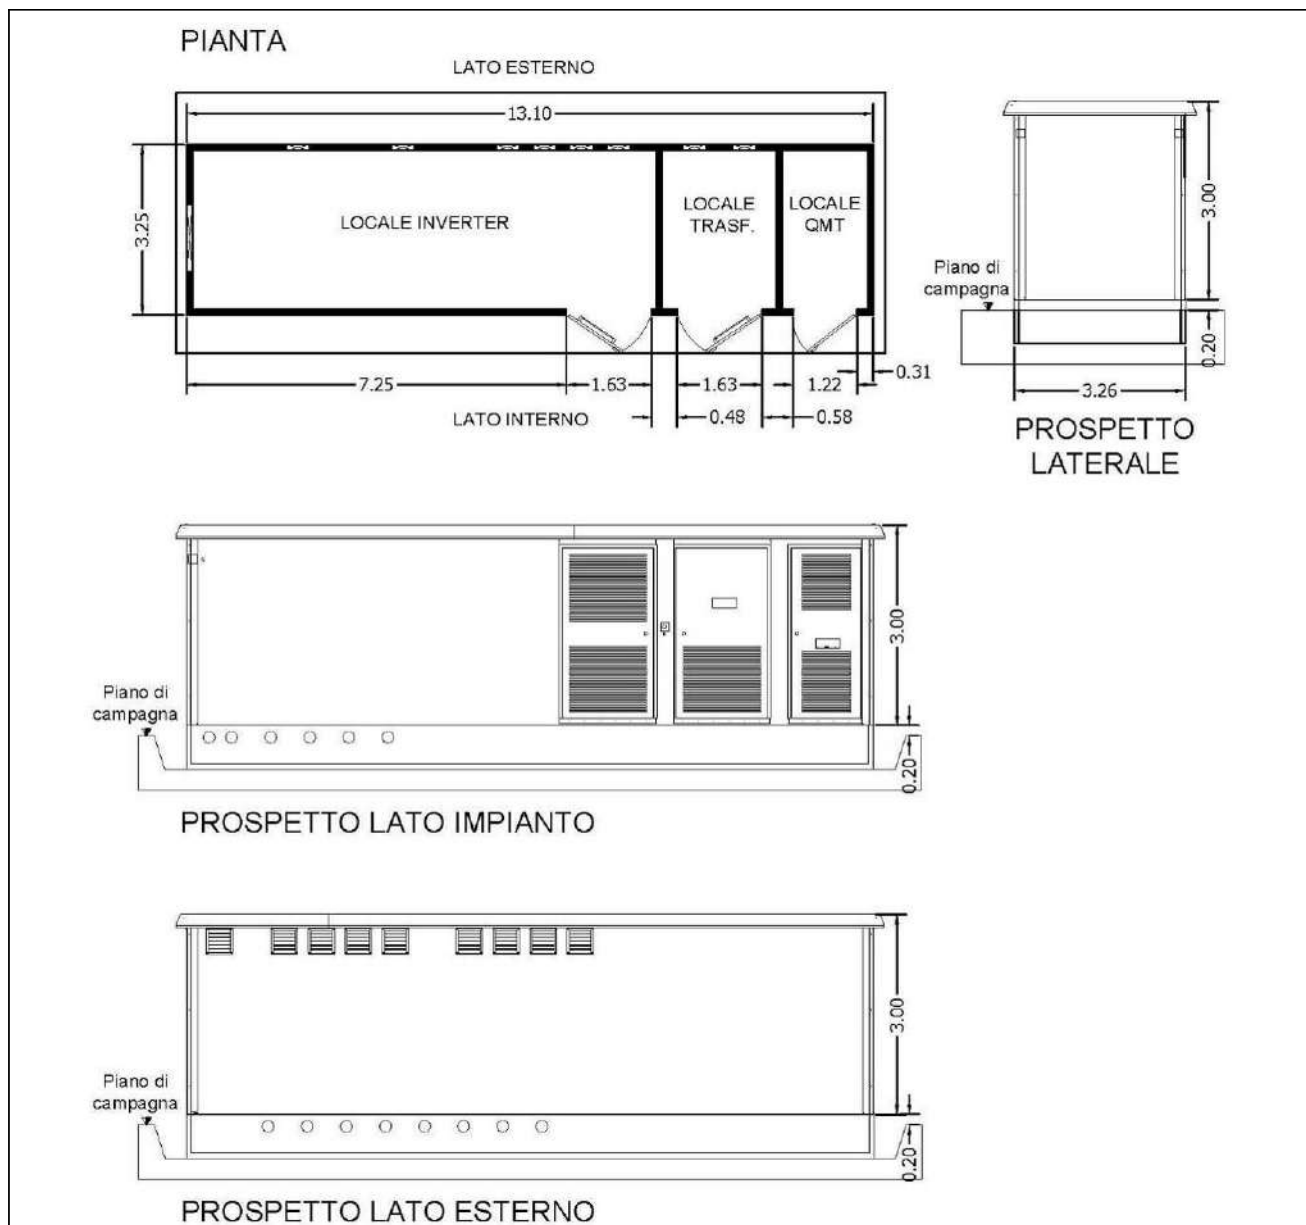 PIANTA
LATO ESTERNO
13.10
3.25
LOCALE INVERTER
LOCALE
TRASF.
LOCALE
QMT
7.25
1.63
1.63
1.22
0.31
0.48
0.58
LATO INTERNO
3.00
Piano di
campagna
0.20
3.26
PROSPETTO
LATERALE
3.00
Piano di
campagna
0.20
PROSPETTO LATO IMPIANTO
3.00
Piano di
campagna
0.20
PROSPETTO LATO ESTERNO